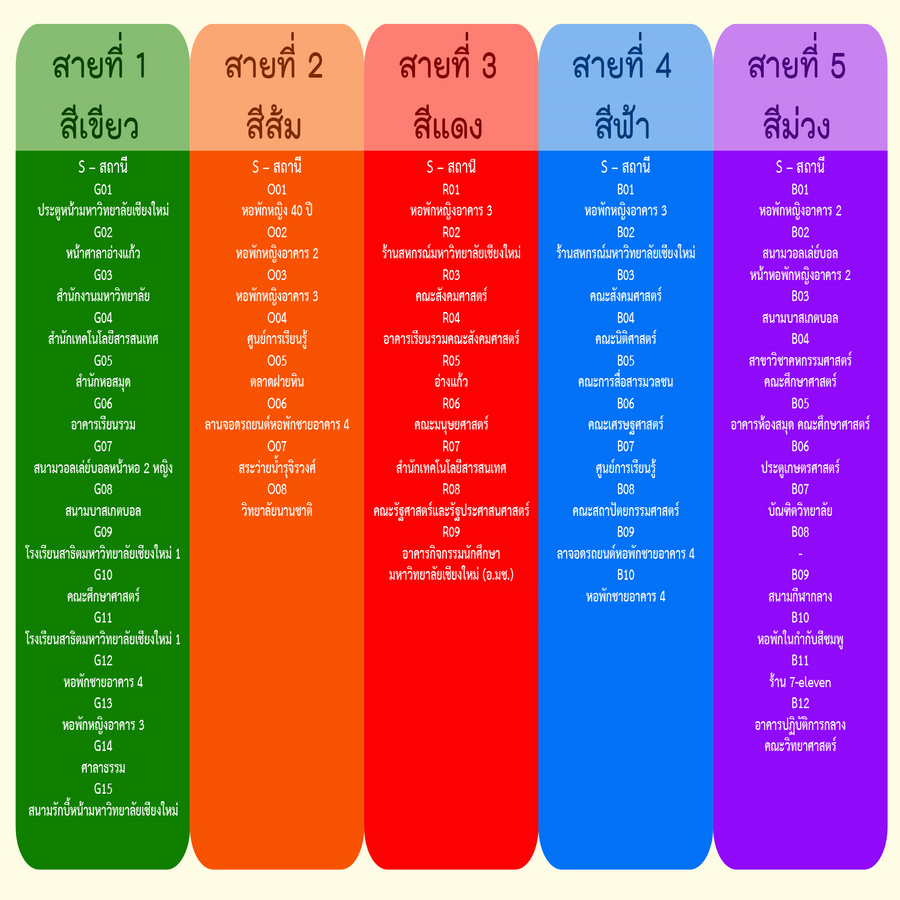 สายที่ 1
สีเขียว
S – สถานี
G01
ประตูหน้ามหาวิทยาลัยเชียงใหม่
G02
หน้าศาลาอ่างแก้ว
G03
สำนักงานมหาวิทยาลัย
G04
สำนักเทคโนโลยีสารสนเทศ
G05
สำนักหอสมุด
G06
อาคารเรียนรวม
G07
สนามวอลเล่ย์บอลหน้าหอ 2 หญิง
G08
สนามบาสเกตบอล
G09
โรงเรียนสาธิตมหาวิทยาลัยเชียงใหม่ 1
G10
คณะศึกษาศาสตร์
G11
โรงเรียนสาธิตมหาวิทยาลัยเชียงใหม่ 1
G12
หอพักชายอาคาร 4
G13
หอพักหญิงอาคาร 3
G14
ศาลาธรรม
G15
สนามรักบี้หน้ามหาวิทยาลัยเชียงใหม่
สายที่ 2
สีส้ม
S – สถานี
O01
หอพักหญิง 40 ปี
O02
หอพักหญิงอาคาร 2
O03
หอพักหญิงอาคาร 3
O04
ศูนย์การเรียนรู้
O05
ตลาดฝายหิน
O06
ลานจอดรถยนต์หอพักชายอาคาร 4
O07
สระว่ายน้ำรุจิรวงศ์
O08
วิทยาลัยนานชาติ
สายที่ 3
สีแดง
S – สถานี
R01
หอพักหญิงอาคาร 3
R02
ร้านสหกรณ์มหาวิทยาลัยเชียงใหม่
R03
คณะสังคมศาสตร์
R04
อาคารเรียนรวมคณะสังคมศาสตร์
R05
อ่างแก้ว
R06
คณะมนุษยศาสตร์
R07
สำนักเทคโนโลยีสารสนเทศ
R08
คณะรัฐศาสตร์และรัฐประศาสนศาสตร์
R09
อาคารกิจกรรมนักศึกษา
มหาวิทยาลัยเชียงใหม่ (อ.มช.)
สายที่ 4
สีฟ้า
S – สถานี
B01
หอพักหญิงอาคาร 3
B02
ร้านสหกรณ์มหาวิทยาลัยเชียงใหม่
B03
คณะสังคมศาสตร์
B04
คณะนิติศาสตร์
B05
คณะการสื่อสารมวลชน
B06
คณะเศรษฐศาสตร์
B07
ศูนย์การเรียนรู้
B08
คณะสถาปัตยกรรมศาสตร์
B09
ลาจอดรถยนต์หอพักชายอาคาร 4
B10
หอพักชายอาคาร 4
สายที่ 5
สีม่วง
S – สถานี
B01
หอพักหญิงอาคาร 2
B02
สนามวอลเล่ย์บอล
หน้าหอพักหญิงอาคาร 2
B03
สนามบาสเกตบอล
B04
สาขาวิชาคหกรรมศาสตร์
คณะศึกษาศาสตร์
B05
อาคารห้องสมุด คณะศึกษาศาสตร์
B06
ประตูเกษตรศาสตร์
B07
บัณฑิตวิทยาลัย
B08
-
B09
สนามกีฬากลาง
B10
หอพักในกำกับสีชมพู
B11
ร้าน 7-eleven
B12
อาคารปฏิบัติการกลาง
คณะวิทยาศาสตร์